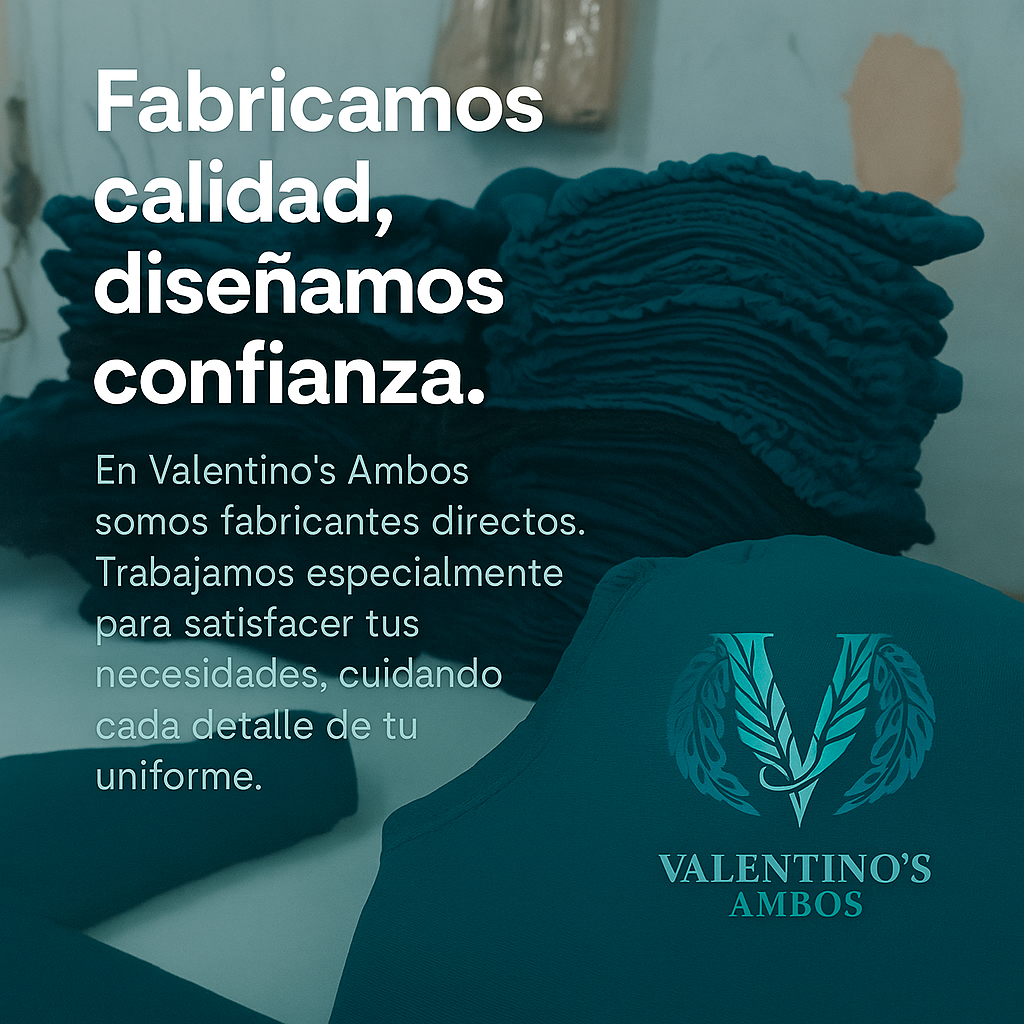 Fabricamos
calidad,
diseñamos
confianza.
En Valentino's Ambos
somos fabricantes directos.
Trabajamos especialmente
para satisfacer tus
necesidades, cuidando
cada detalle de tu
uniforme.
VALENTINO'S
AMBOS